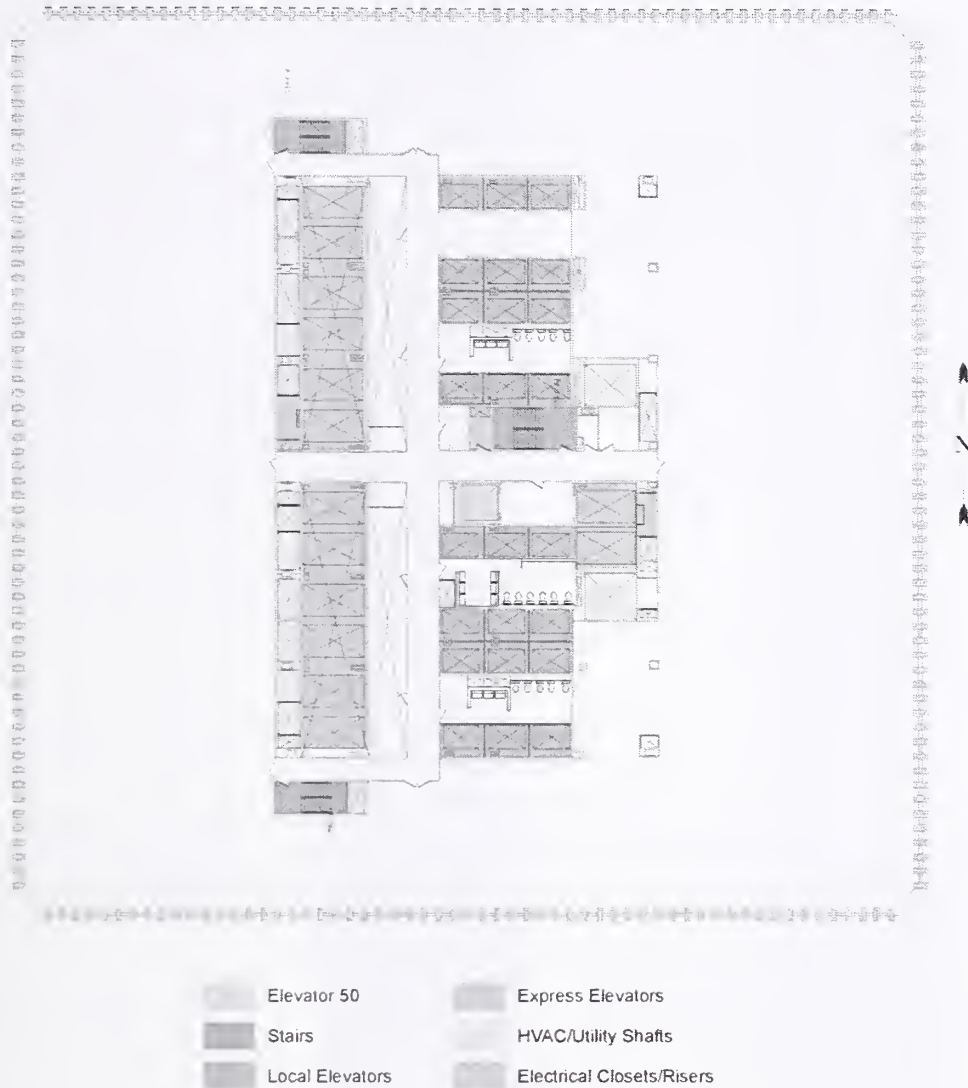 Elevator 50
Express Elevators
Stairs
HVAC/Utility Shafts
Local Elevators
Electrical Closets/Risers